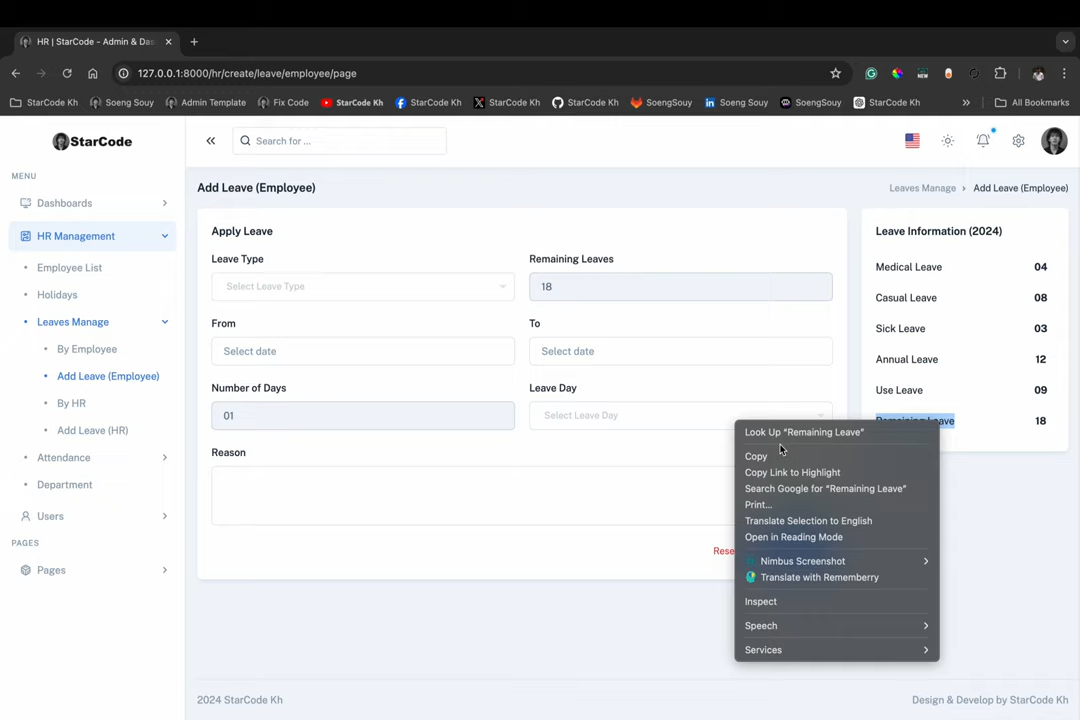 HR | StarCode - Admin & Das
127.0.0.1:8000/hr/create/leave/employee/page
NEW
StarCode Kh
Soeng Souy
Admin Template
Fix Code
StarCode Kh
StarCode Kh
StarCode Kh
StarCode Kh
SoengSouy
Soeng Souy
SoengSouy
StarCode Kh
All Bookmarks
StarCode
Search for ...
MENU
Dashboards
HR Management
Employee List
Holidays
Leaves Manage
By Employee
Add Leave (Employee)
By HR
Add Leave (HR)
Attendance
Department
Users
PAGES
Pages
Add Leave (Employee)
Leaves Manage
Add Leave (Employee)
Apply Leave
Leave Type
Remaining Leaves
Select Leave Type
18
From
To
Select date
Select date
Number of Days
Leave Day
01
Select Leave Day
Reason
Rese
Leave Information (2024)
Medical Leave 04
Casual Leave 08
Sick Leave 03
Annual Leave 12
Use Leave 09
Remaining Leave 18
Look Up “Remaining Leave”
Copy
Copy Link to Highlight
Search Google for “Remaining Leave”
Print...
Translate Selection to English
Open in Reading Mode
Nimbus Screenshot
Translate with Rememberry
Inspect
Speech
Services
2024 StarCode Kh
Design & Develop by StarCode Kh